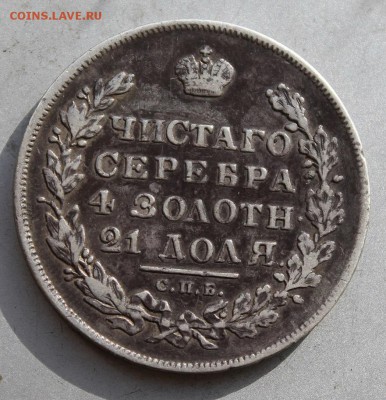 COINS.LAVE.RU
ЧИСТАГО
СЕРЕБРА
4 ЗОЛОТН
21 ДОЛЯ
С.П.Б.